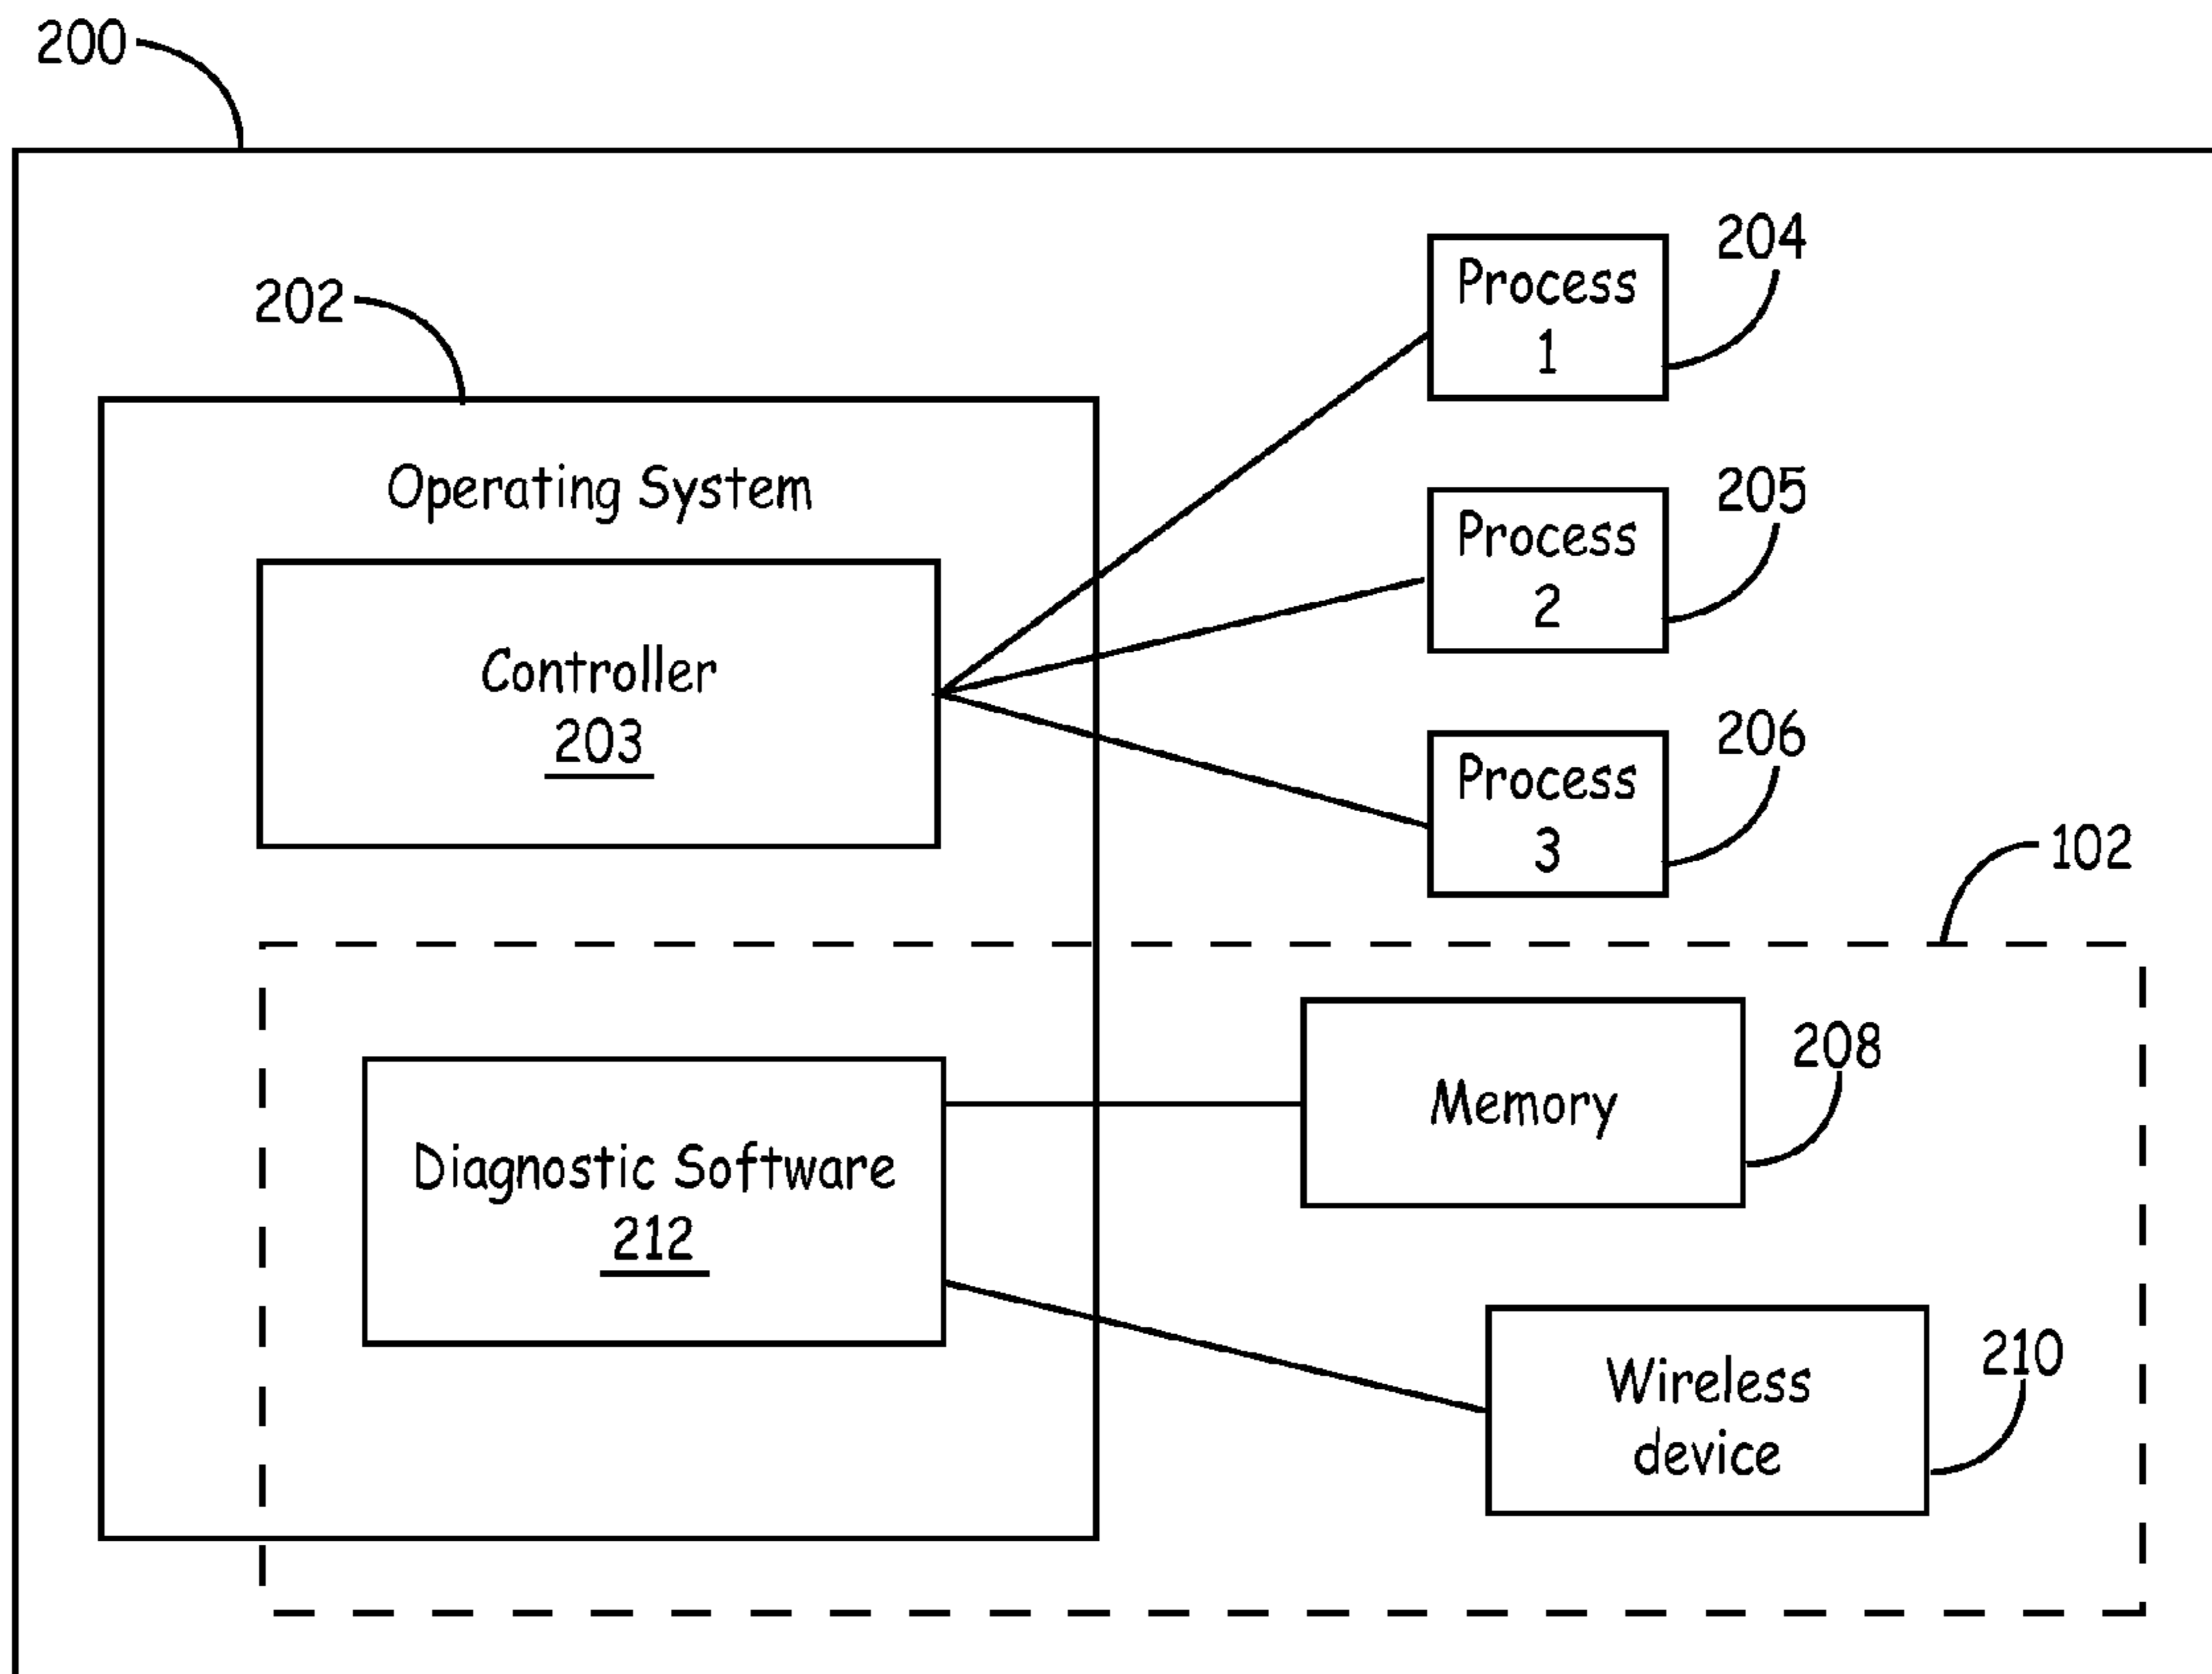 200
202
Operating System
Controller
203
Process
1
204
Process
2
205
Process
3
206
102
Diagnostic Software
212
Memory
208
Wireless
device
210